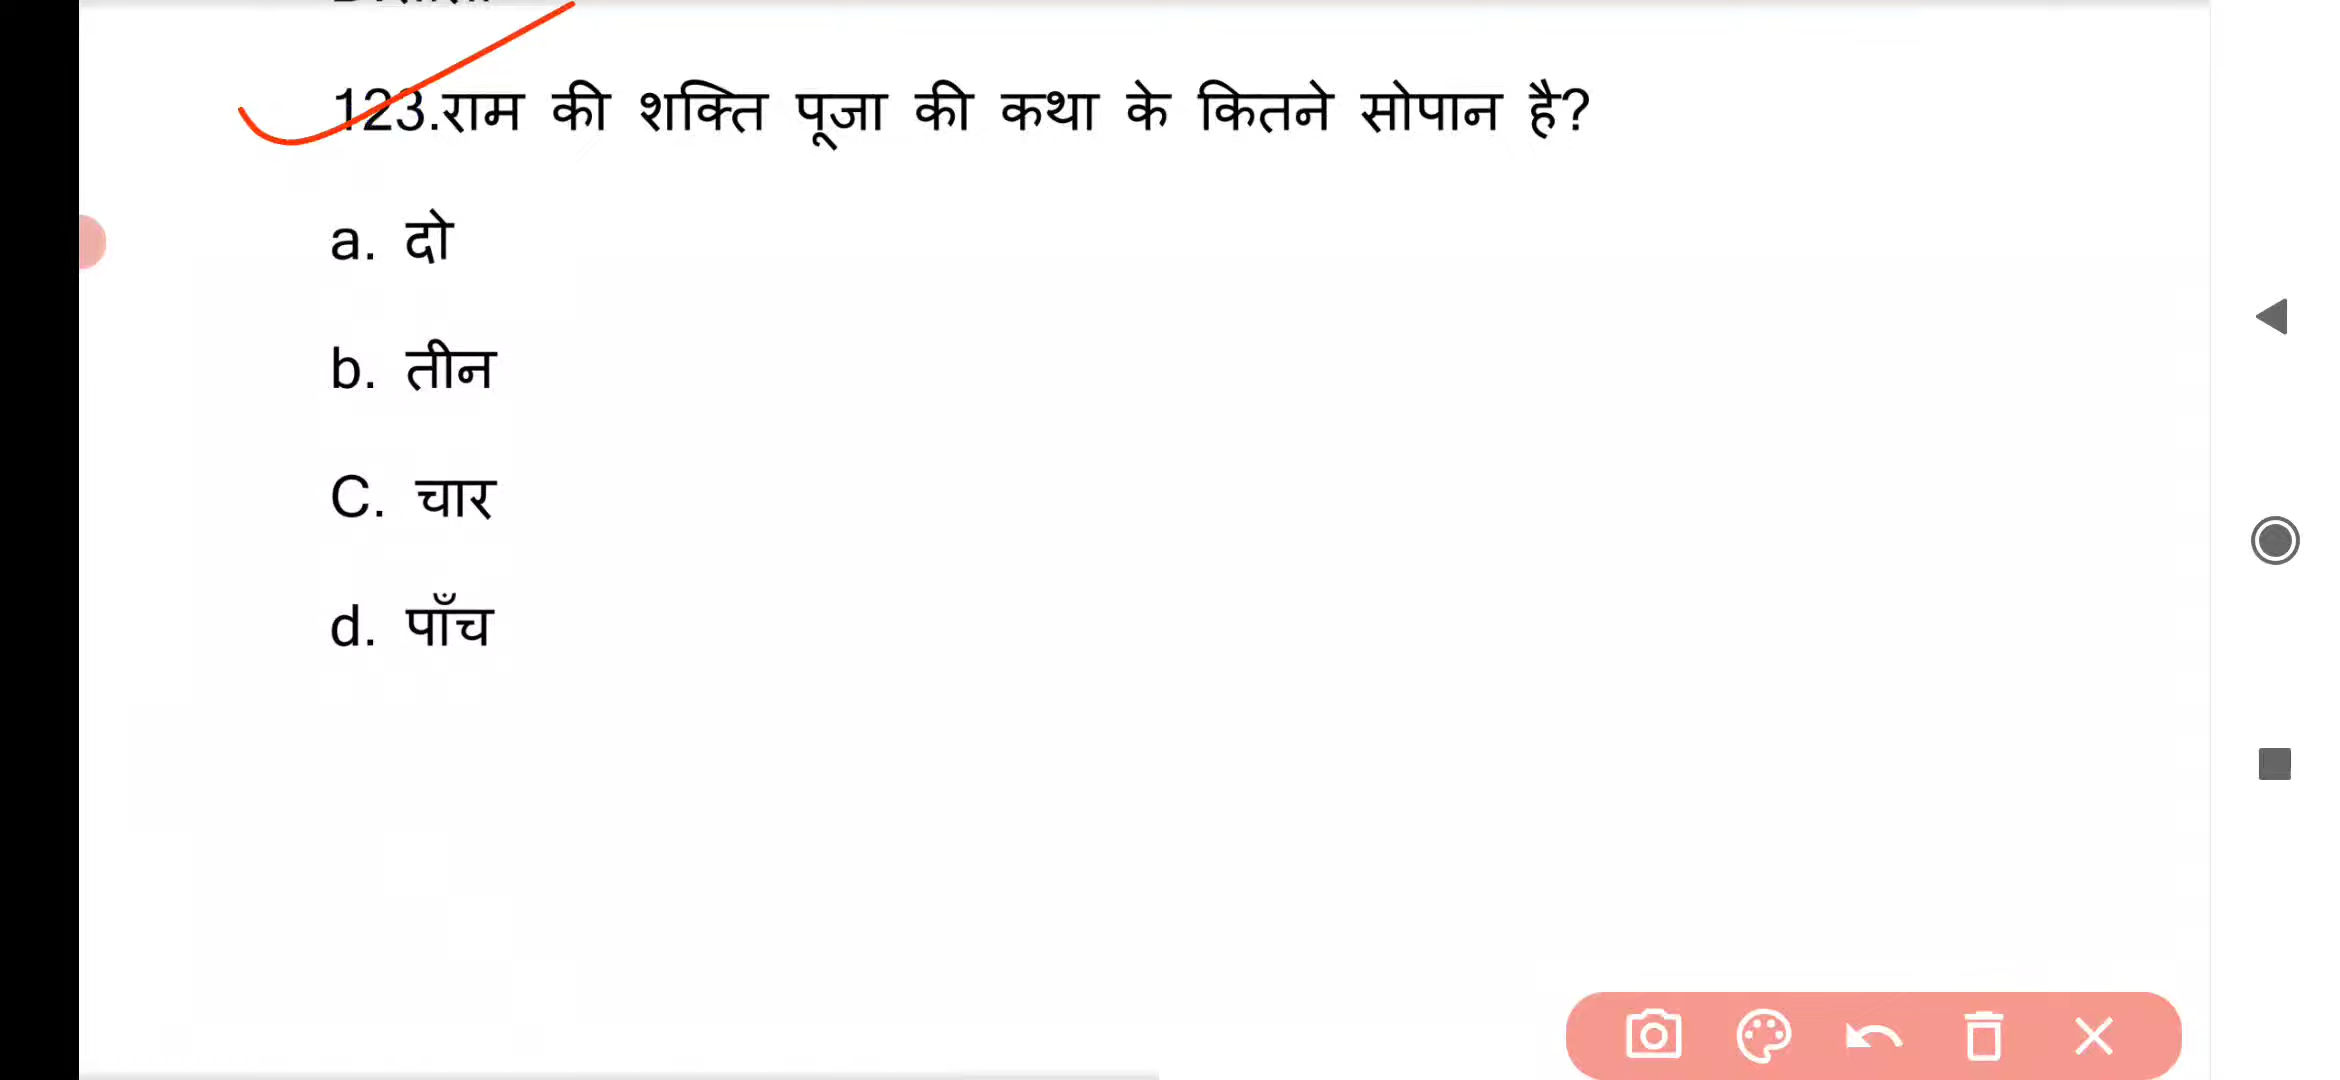 123.राम की शक्ति पूजा की कथा के कितने सोपान है?
a. दो
b. तीन
C. चार
d. पाँच